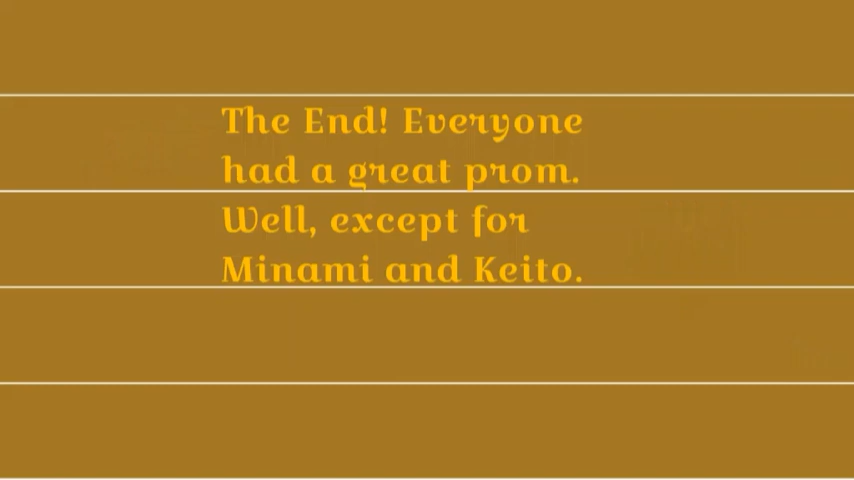 The End! Everyone
had a great prom.
Well, except for
Minami and Keito.